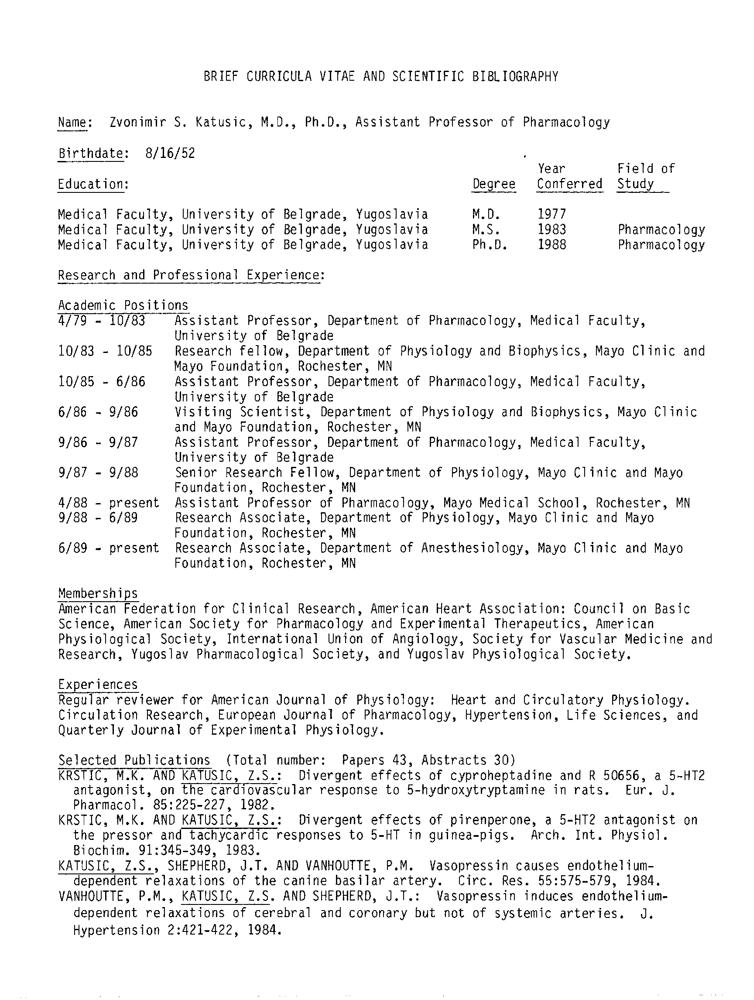 BRIEF CURRICULA VITAE AND SCIENTIFIC BIBLIOGRAPHY
Name: Zvonimir S. Katusic, M.D., Ph.D., Assistant Professor of Pharmacology
Birthdate: 8/16/52
Education: Degree Year Conferred Field of Study
Medical Faculty, University of Belgrade, Yugoslavia M.D. 1977
Medical Faculty, University of Belgrade, Yugoslavia M.S. 1983 Pharmacology
Medical Faculty, University of Belgrade, Yugoslavia Ph.D. 1988 Pharmacology
Research and Professional Experience:
Academic Positions
4/79 - 10/83 Assistant Professor, Department of Pharmacology, Medical Faculty,
University of Belgrade
10/83 - 10/85 Research fellow, Department of Physiology and Biophysics, Mayo Clinic and
Mayo Foundation, Rochester, MN
10/85 - 6/86 Assistant Professor, Department of Pharmacology, Medical Faculty,
University of Belgrade
6/86 - 9/86 Visiting Scientist, Department of Physiology and Biophysics, Mayo Clinic
and Mayo Foundation, Rochester, MN
9/86 - 9/87 Assistant Professor, Department of Pharmacology, Medical Faculty,
University of Belgrade
9/87 - 9/88 Senior Research Fellow, Department of Physiology, Mayo Clinic and Mayo
Foundation, Rochester, MN
4/88 - present Assistant Professor of Pharmacology, Mayo Medical School, Rochester, MN
9/88 - 6/89 Research Associate, Department of Physiology, Mayo Clinic and Mayo
Foundation, Rochester, MN
6/89 - present Research Associate, Department of Anesthesiology, Mayo Clinic and Mayo
Foundation, Rochester, MN
Memberships
American Federation for Clinical Research, American Heart Association: Council on Basic
Science, American Society for Pharmacology and Experimental Therapeutics, American
Physiological Society, International Union of Angiology, Society for Vascular Medicine and
Research, Yugoslav Pharmacological Society, and Yugoslav Physiological Society.
Experiences
Regular reviewer for American Journal of Physiology: Heart and Circulatory Physiology.
Circulation Research, European Journal of Pharmacology, Hypertension, Life Sciences, and
Quarterly Journal of Experimental Physiology.
Selected Publications (Total number: Papers 43, Abstracts 30)
KRSTIC, M.K. AND KATUSIC, Z.S.: Divergent effects of cyproheptadine and R 50656, a 5-HT2
antagonist, on the cardiovascular response to 5-hydroxytryptamine in rats. Eur. J.
Pharmacol. 85:225-227, 1982.
KRSTIC, M.K. AND KATUSIC, Z.S.: Divergent effects of pirenperone, a 5-HT2 antagonist on
the pressor and tachycardic responses to 5-HT in guinea-pigs. Arch. Int. Physiol.
Biochim. 91:345-349, 1983.
KATUSIC, Z.S., SHEPHERD, J.T. AND VANHOUTTE, P.M. Vasopressin causes endothelium-
dependent relaxations of the canine basilar artery. Circ. Res. 55:575-579, 1984.
VANHOUTTE, P.M., KATUSIC, Z.S. AND SHEPHERD, J.T.: Vasopressin induces endothelium-
dependent relaxations of cerebral and coronary but not of systemic arteries. J.
Hypertension 2:421-422, 1984.